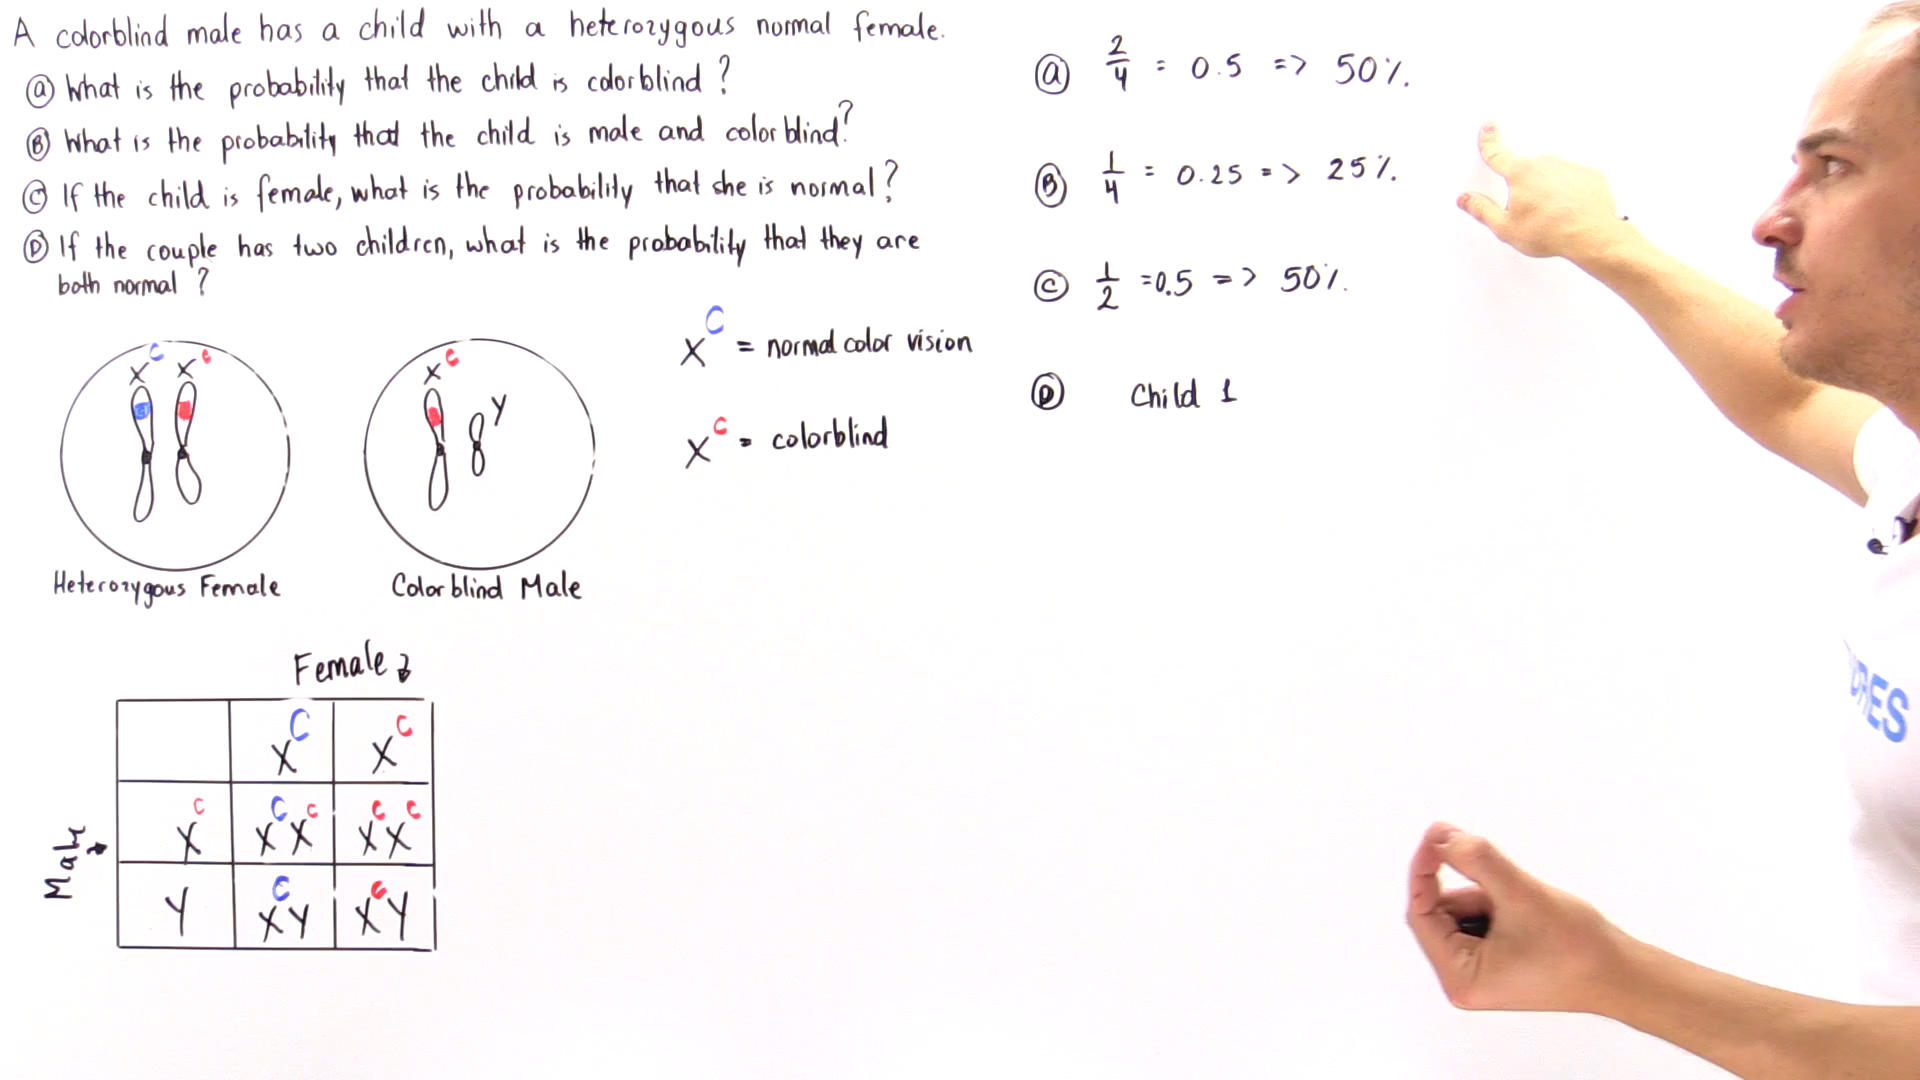 A colorblind male has a child with a heterozygous normal female.
Ⓐ What is the probability that the child is colorblind?
Ⓑ What is the probability that the child is male and colorblind?
Ⓒ If the child is female, what is the probability that she is normal?
Ⓓ If the couple has two children, what is the probability that they are
both normal?
X^C X^c
Heterozygous Female
X^c Y
Colorblind Male
X^C = normal color vision
X^c = colorblind
Female
X^C X^c
Male
X^c X^C X^c X^c X^c
Y X^C Y X^c Y
Ⓐ 2/4 = 0.5 => 50%.
Ⓑ 1/4 = 0.25 => 25%.
Ⓒ 1/2 = 0.5 => 50%.
Ⓓ Child 1